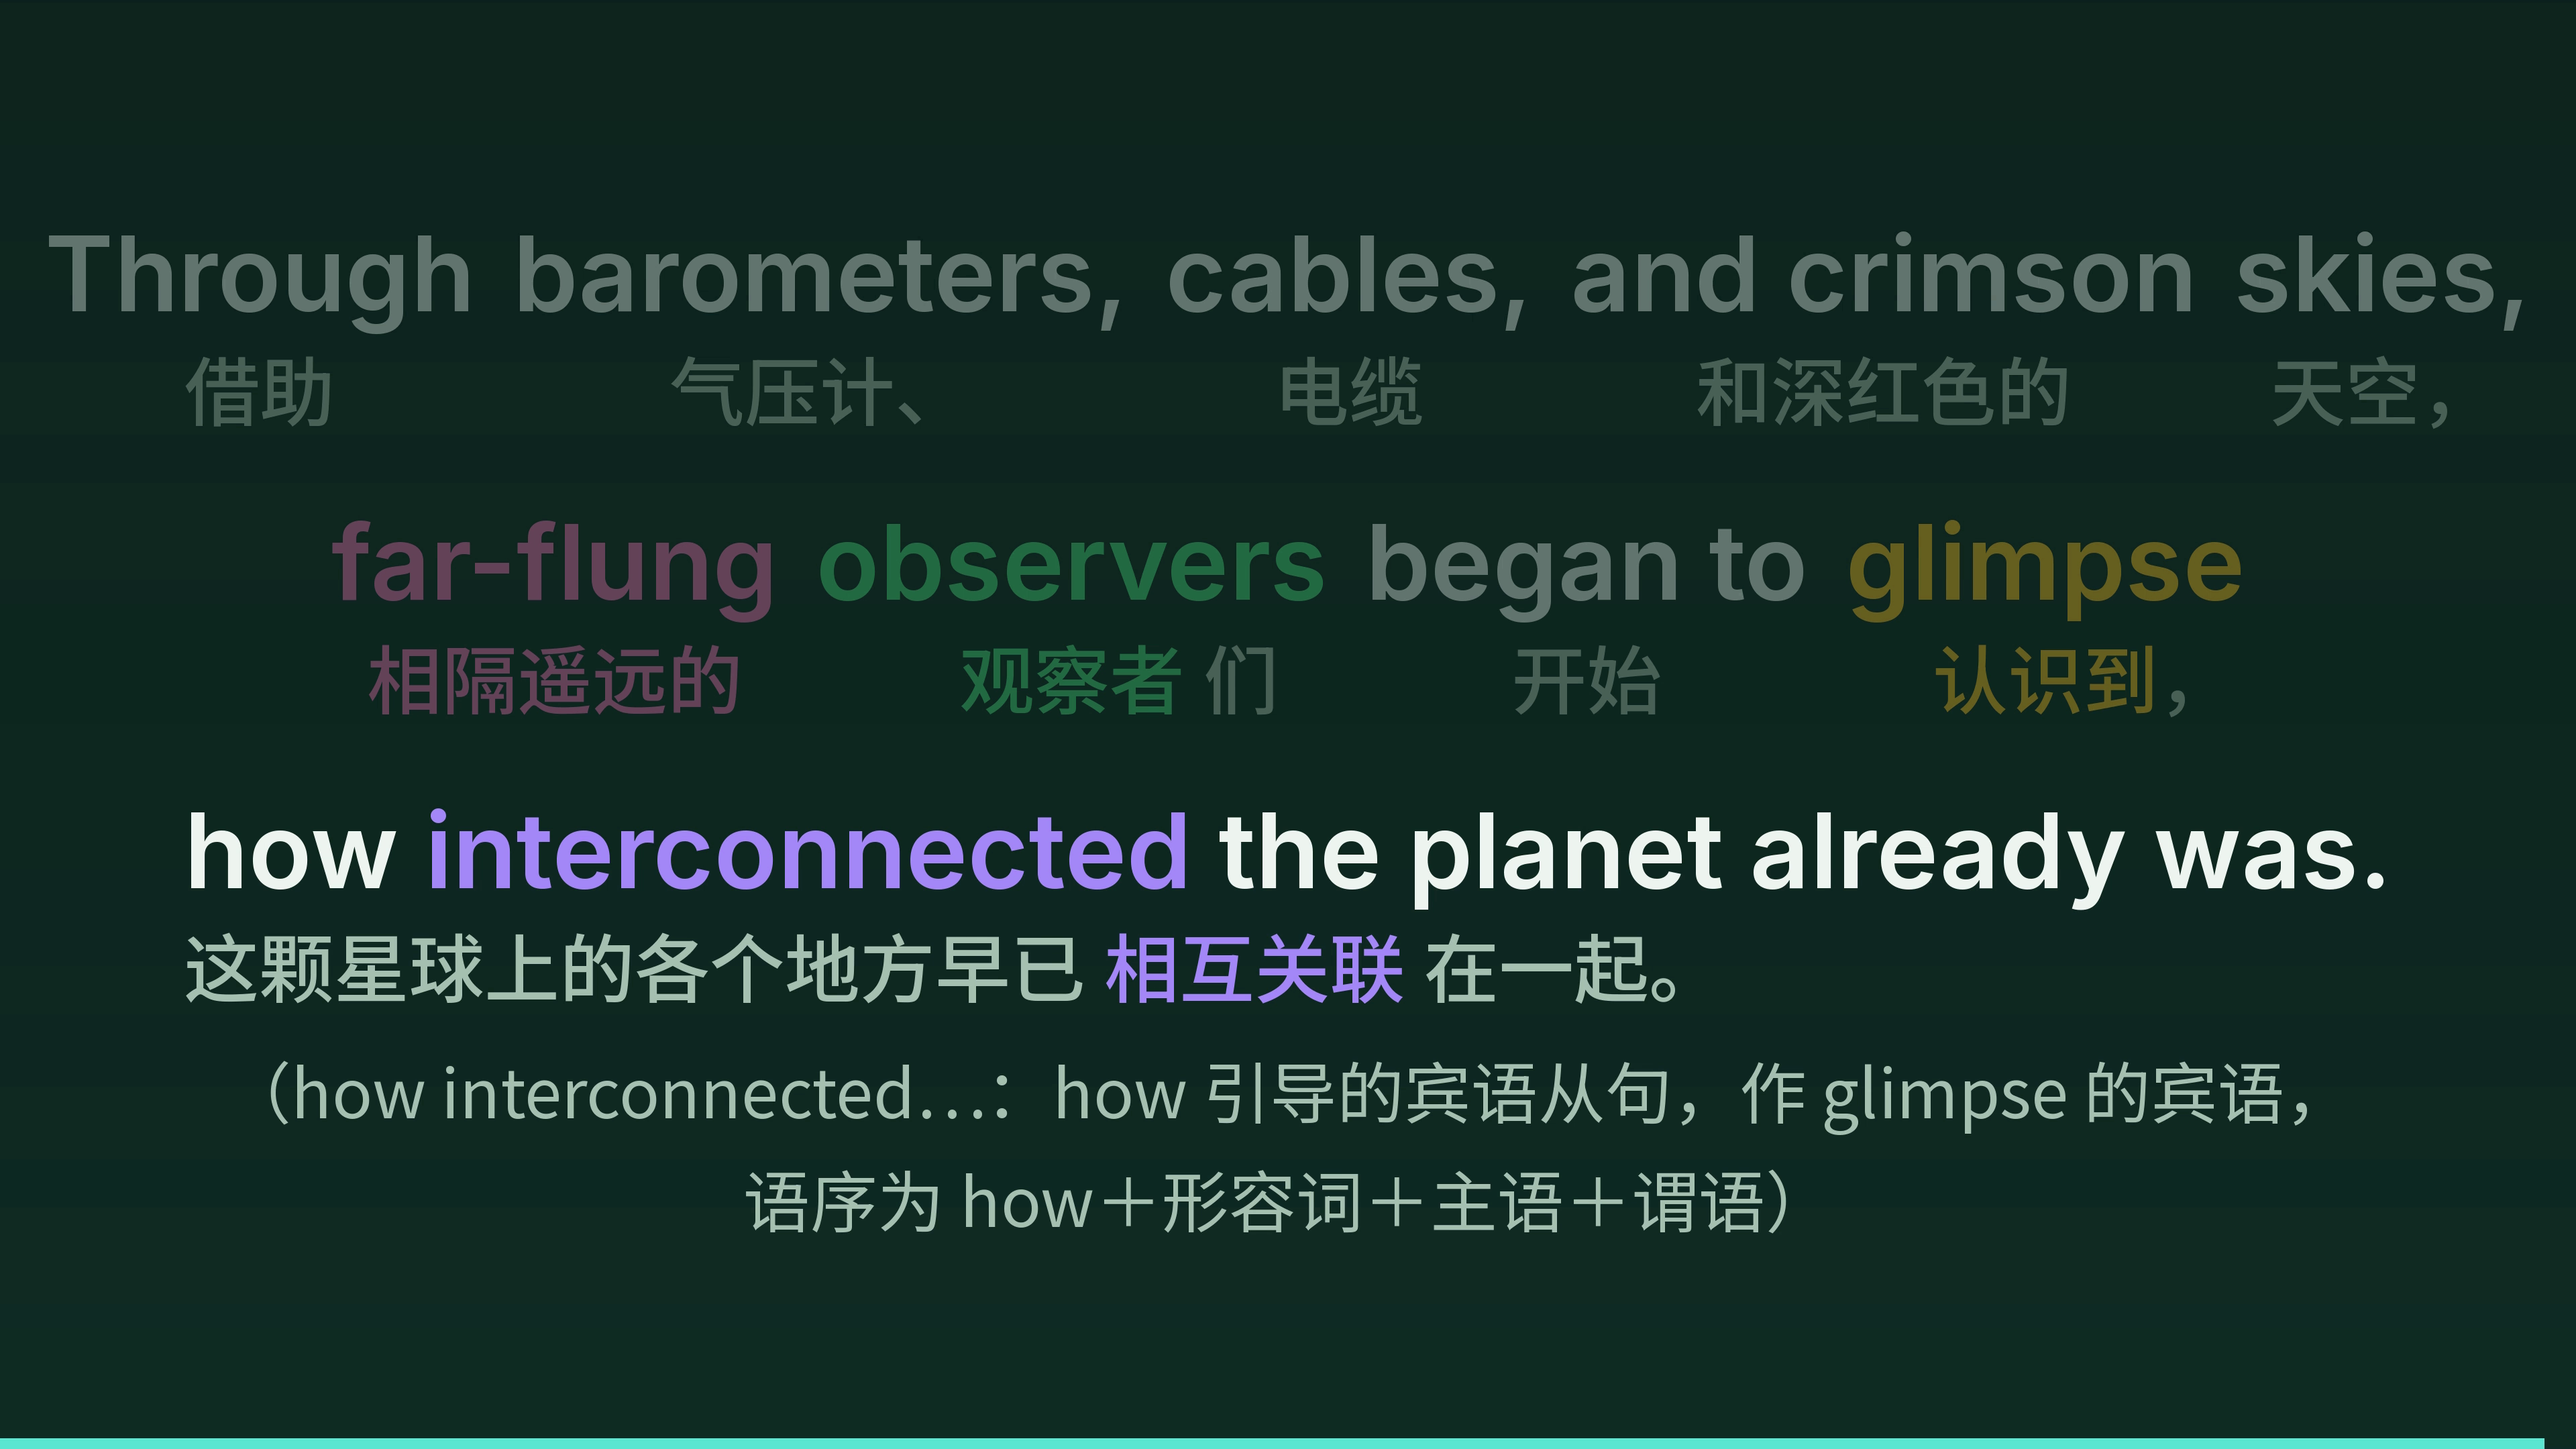 Through barometers, cables, and crimson skies,
借助 气压计、 电缆 和深红色的 天空，
far-flung observers began to glimpse
相隔遥远的 观察者 们 开始 认识到，
how interconnected the planet already was.
这颗星球上的各个地方早已 相互关联 在一起。
（how interconnected…：how 引导的宾语从句，作 glimpse 的宾语，
语序为 how＋形容词＋主语＋谓语）